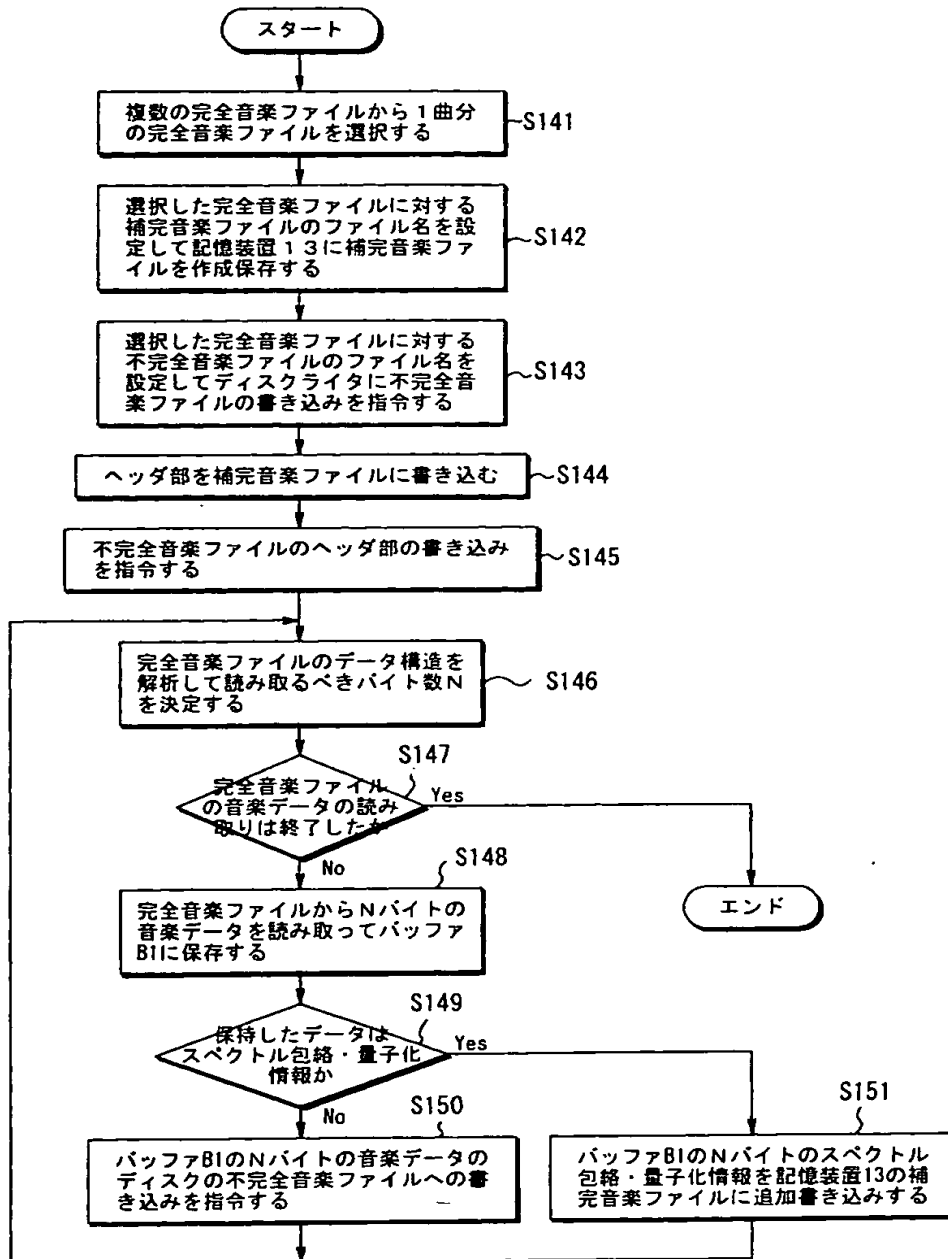 スタート
複数の完全音楽ファイルから1曲分
の完全音楽ファイルを選択する
S141
選択した完全音楽ファイルに対する
補完音楽ファイルのファイル名を設
定して記憶装置13に補完音楽ファ
イルを作成保存する
S142
選択した完全音楽ファイルに対する
不完全音楽ファイルのファイル名を
設定してディスクライタに不完全音
楽ファイルの書き込みを指令する
S143
ヘッダ部を補完音楽ファイルに書き込む
S144
不完全音楽ファイルのヘッダ部の書き込み
を指令する
S145
完全音楽ファイルのデータ構造を
解析して読み取るべきバイト数N
を決定する
S146
S147
完全音楽ファイル
の音楽データの読み
取りは終了したか
Yes
No
エンド
S148
完全音楽ファイルからNバイトの
音楽データを読み取ってバッファ
B1に保存する
S149
保持したデータは
スペクトル包絡・量子化
情報か
Yes
No
S150
バッファB1のNバイトの音楽データの
ディスクの不完全音楽ファイルへの書
き込みを指令する
S151
バッファB1のNバイトのスペクトル
包絡・量子化情報を記憶装置13の補
完音楽ファイルに追加書き込みする